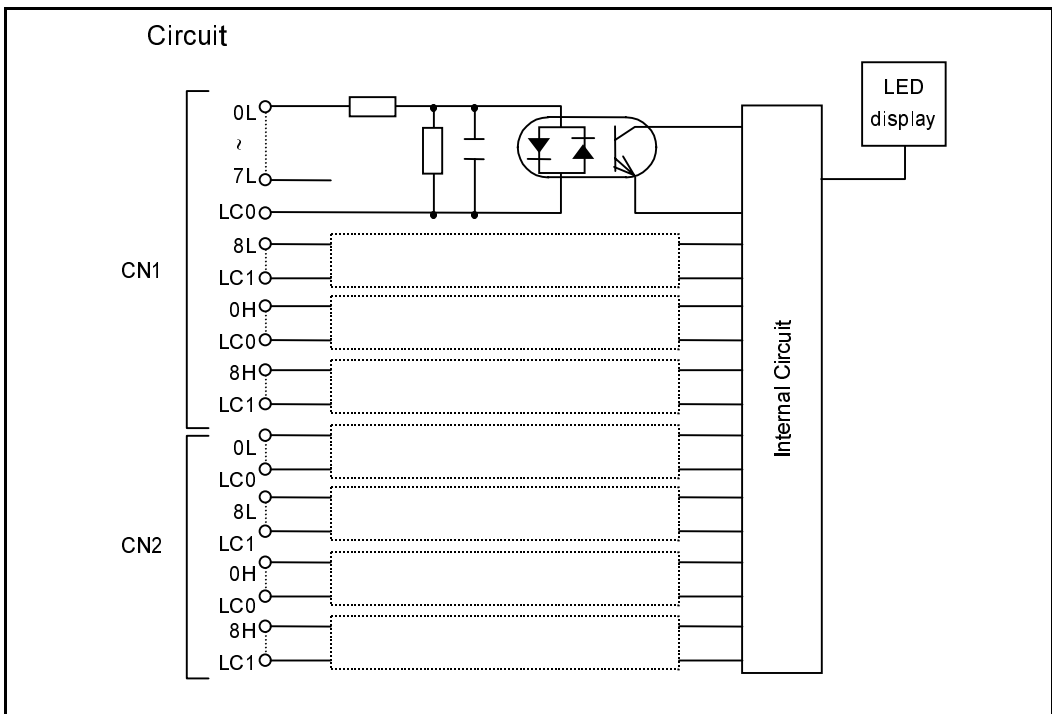 Circuit
LED
display
0L
~
7L
LC0
8L
LC1
0H
LC0
8H
LC1
CN1
0L
LC0
8L
LC1
0H
LC0
8H
LC1
CN2
Internal Circuit